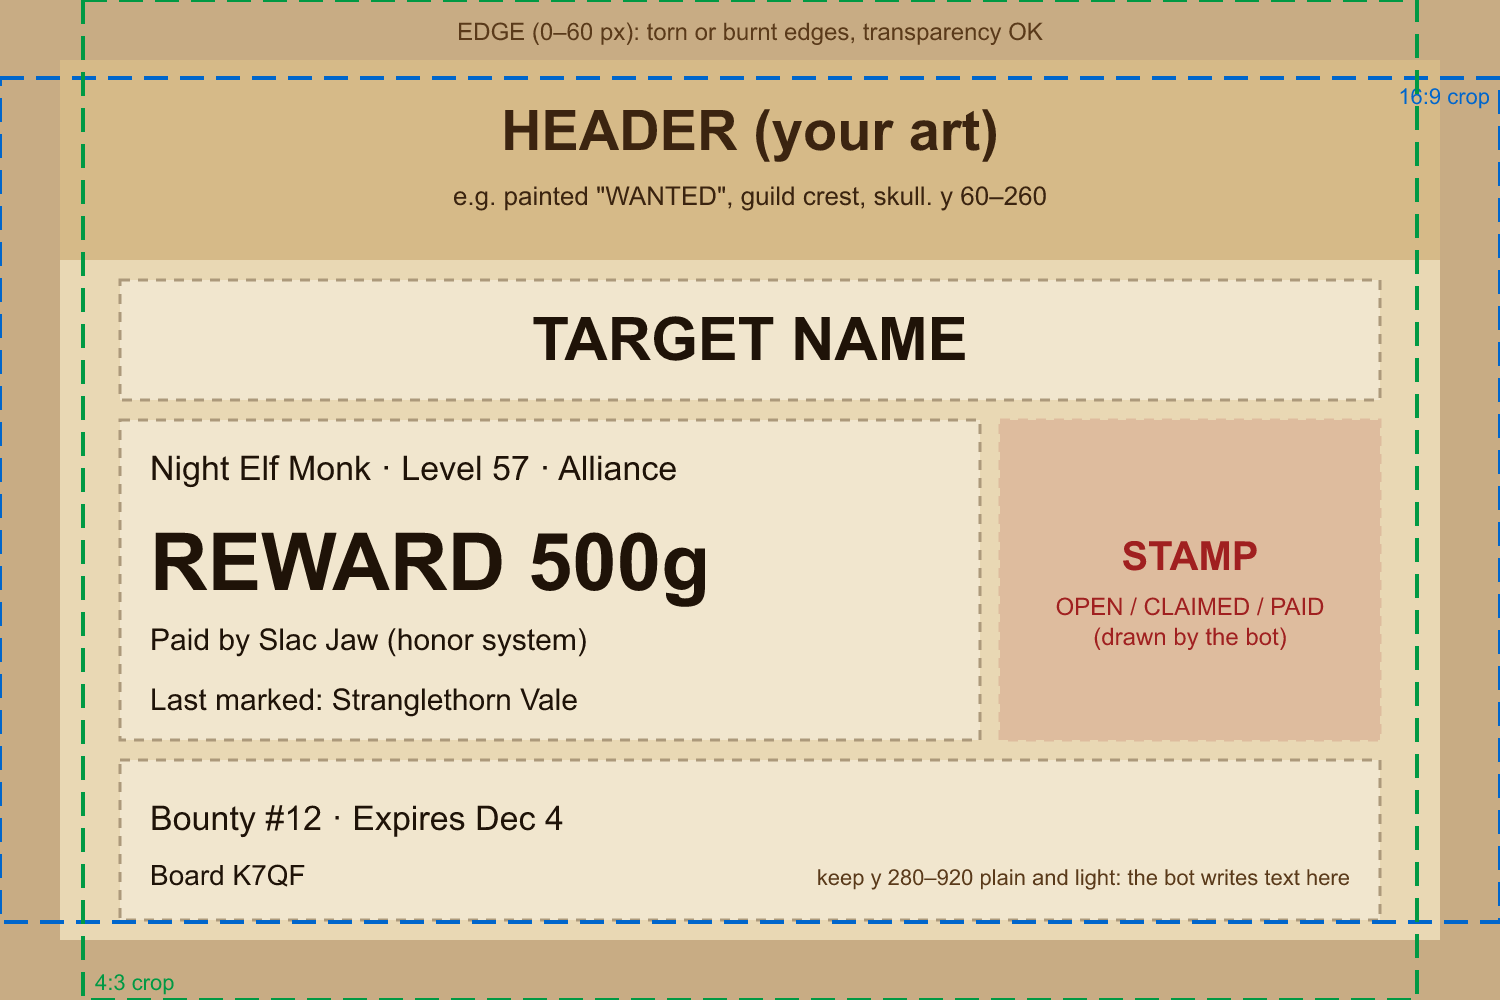 EDGE (0–60 px): torn or burnt edges, transparency OK
16:9 crop
HEADER (your art)
e.g. painted "WANTED", guild crest, skull. y 60–260
TARGET NAME
Night Elf Monk · Level 57 · Alliance
REWARD 500g
Paid by Slac Jaw (honor system)
Last marked: Stranglethorn Vale
STAMP
OPEN / CLAIMED / PAID
(drawn by the bot)
Bounty #12 · Expires Dec 4
Board K7QF
keep y 280–920 plain and light: the bot writes text here
4:3 crop